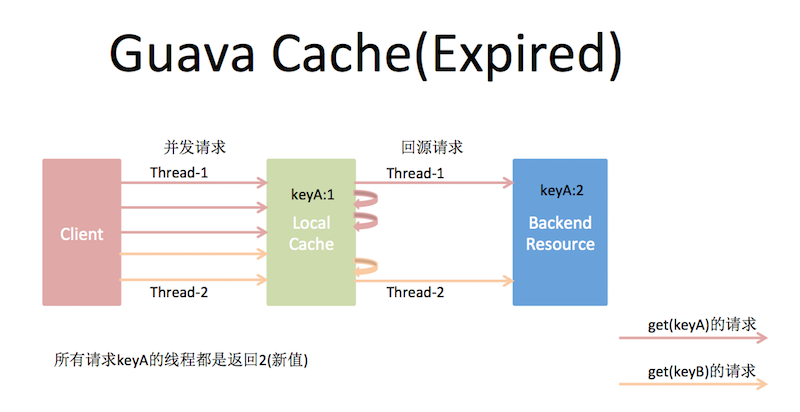 Guava Cache(Expired)
并发请求
回源请求
Thread-1
Thread-1
keyA:1
keyA:2
Client
Local
Cache
Backend
Resource
Thread-2
Thread-2
get(keyA)的请求
所有请求keyA的线程都是返回2(新值)
get(keyB)的请求